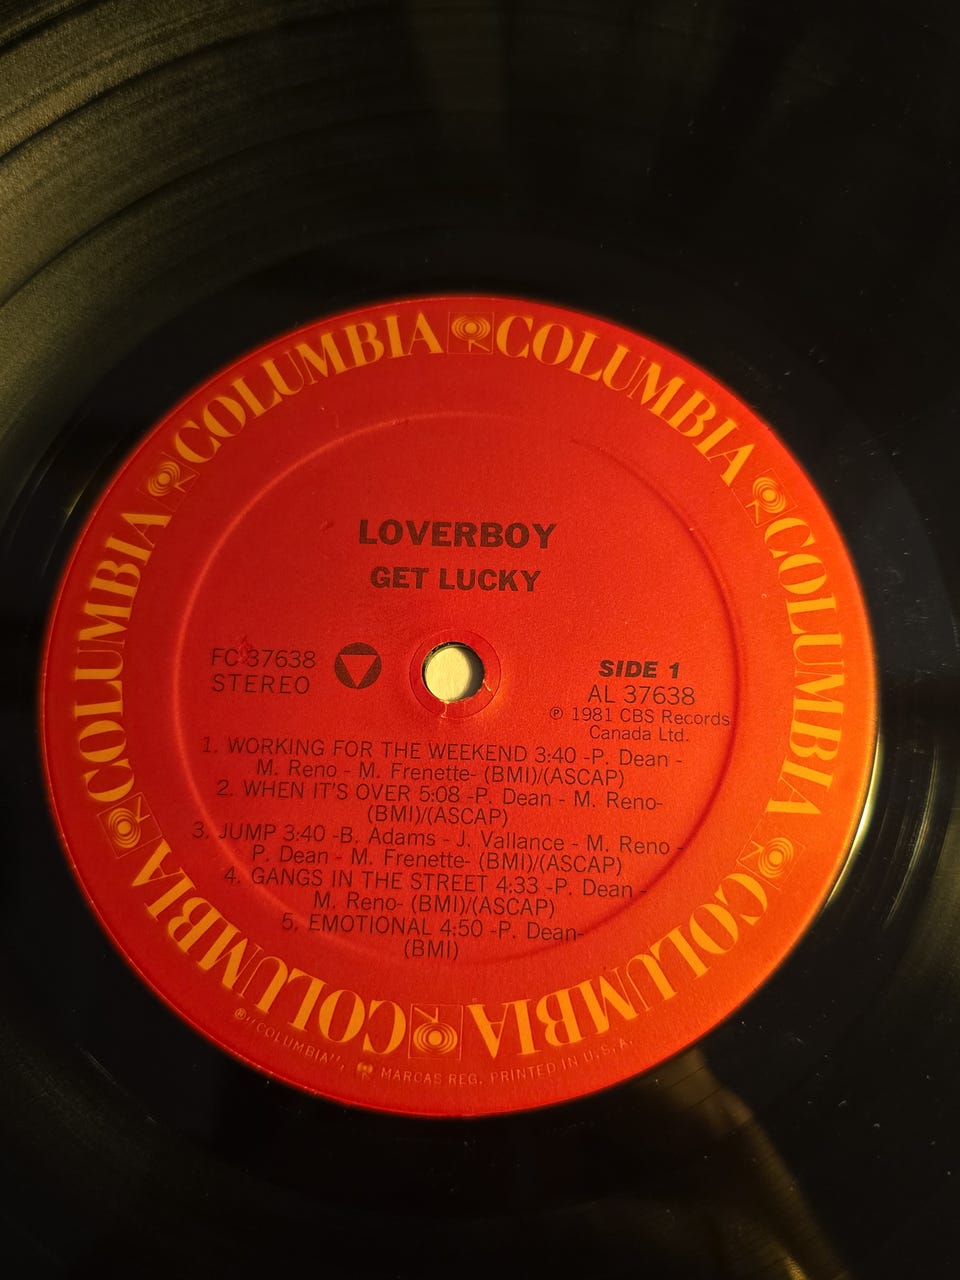 COLUMBIA COLUMBIA COLUMBIA COLUMBIA COLUMBIA COLUMBIA COLUMBIA
LOVERBOY
GET LUCKY
FC 37638
STEREO
SIDE 1
AL 37638
℗ 1981 CBS Records
Canada Ltd.
1. WORKING FOR THE WEEKEND 3:40 -P. Dean -
M. Reno - M. Frenette- (BMI)/(ASCAP)
2. WHEN IT'S OVER 5:08 -P. Dean - M. Reno-
(BMI)/(ASCAP)
3. JUMP 3:40 -B. Adams - J. Vallance - M. Reno -
P. Dean - M. Frenette- (BMI)/(ASCAP)
4. GANGS IN THE STREET 4:33 -P. Dean -
M. Reno- (BMI)/(ASCAP)
5. EMOTIONAL 4:50 -P. Dean-
(BMI)
®"COLUMBIA", MARCAS REG. PRINTED IN U.S.A.